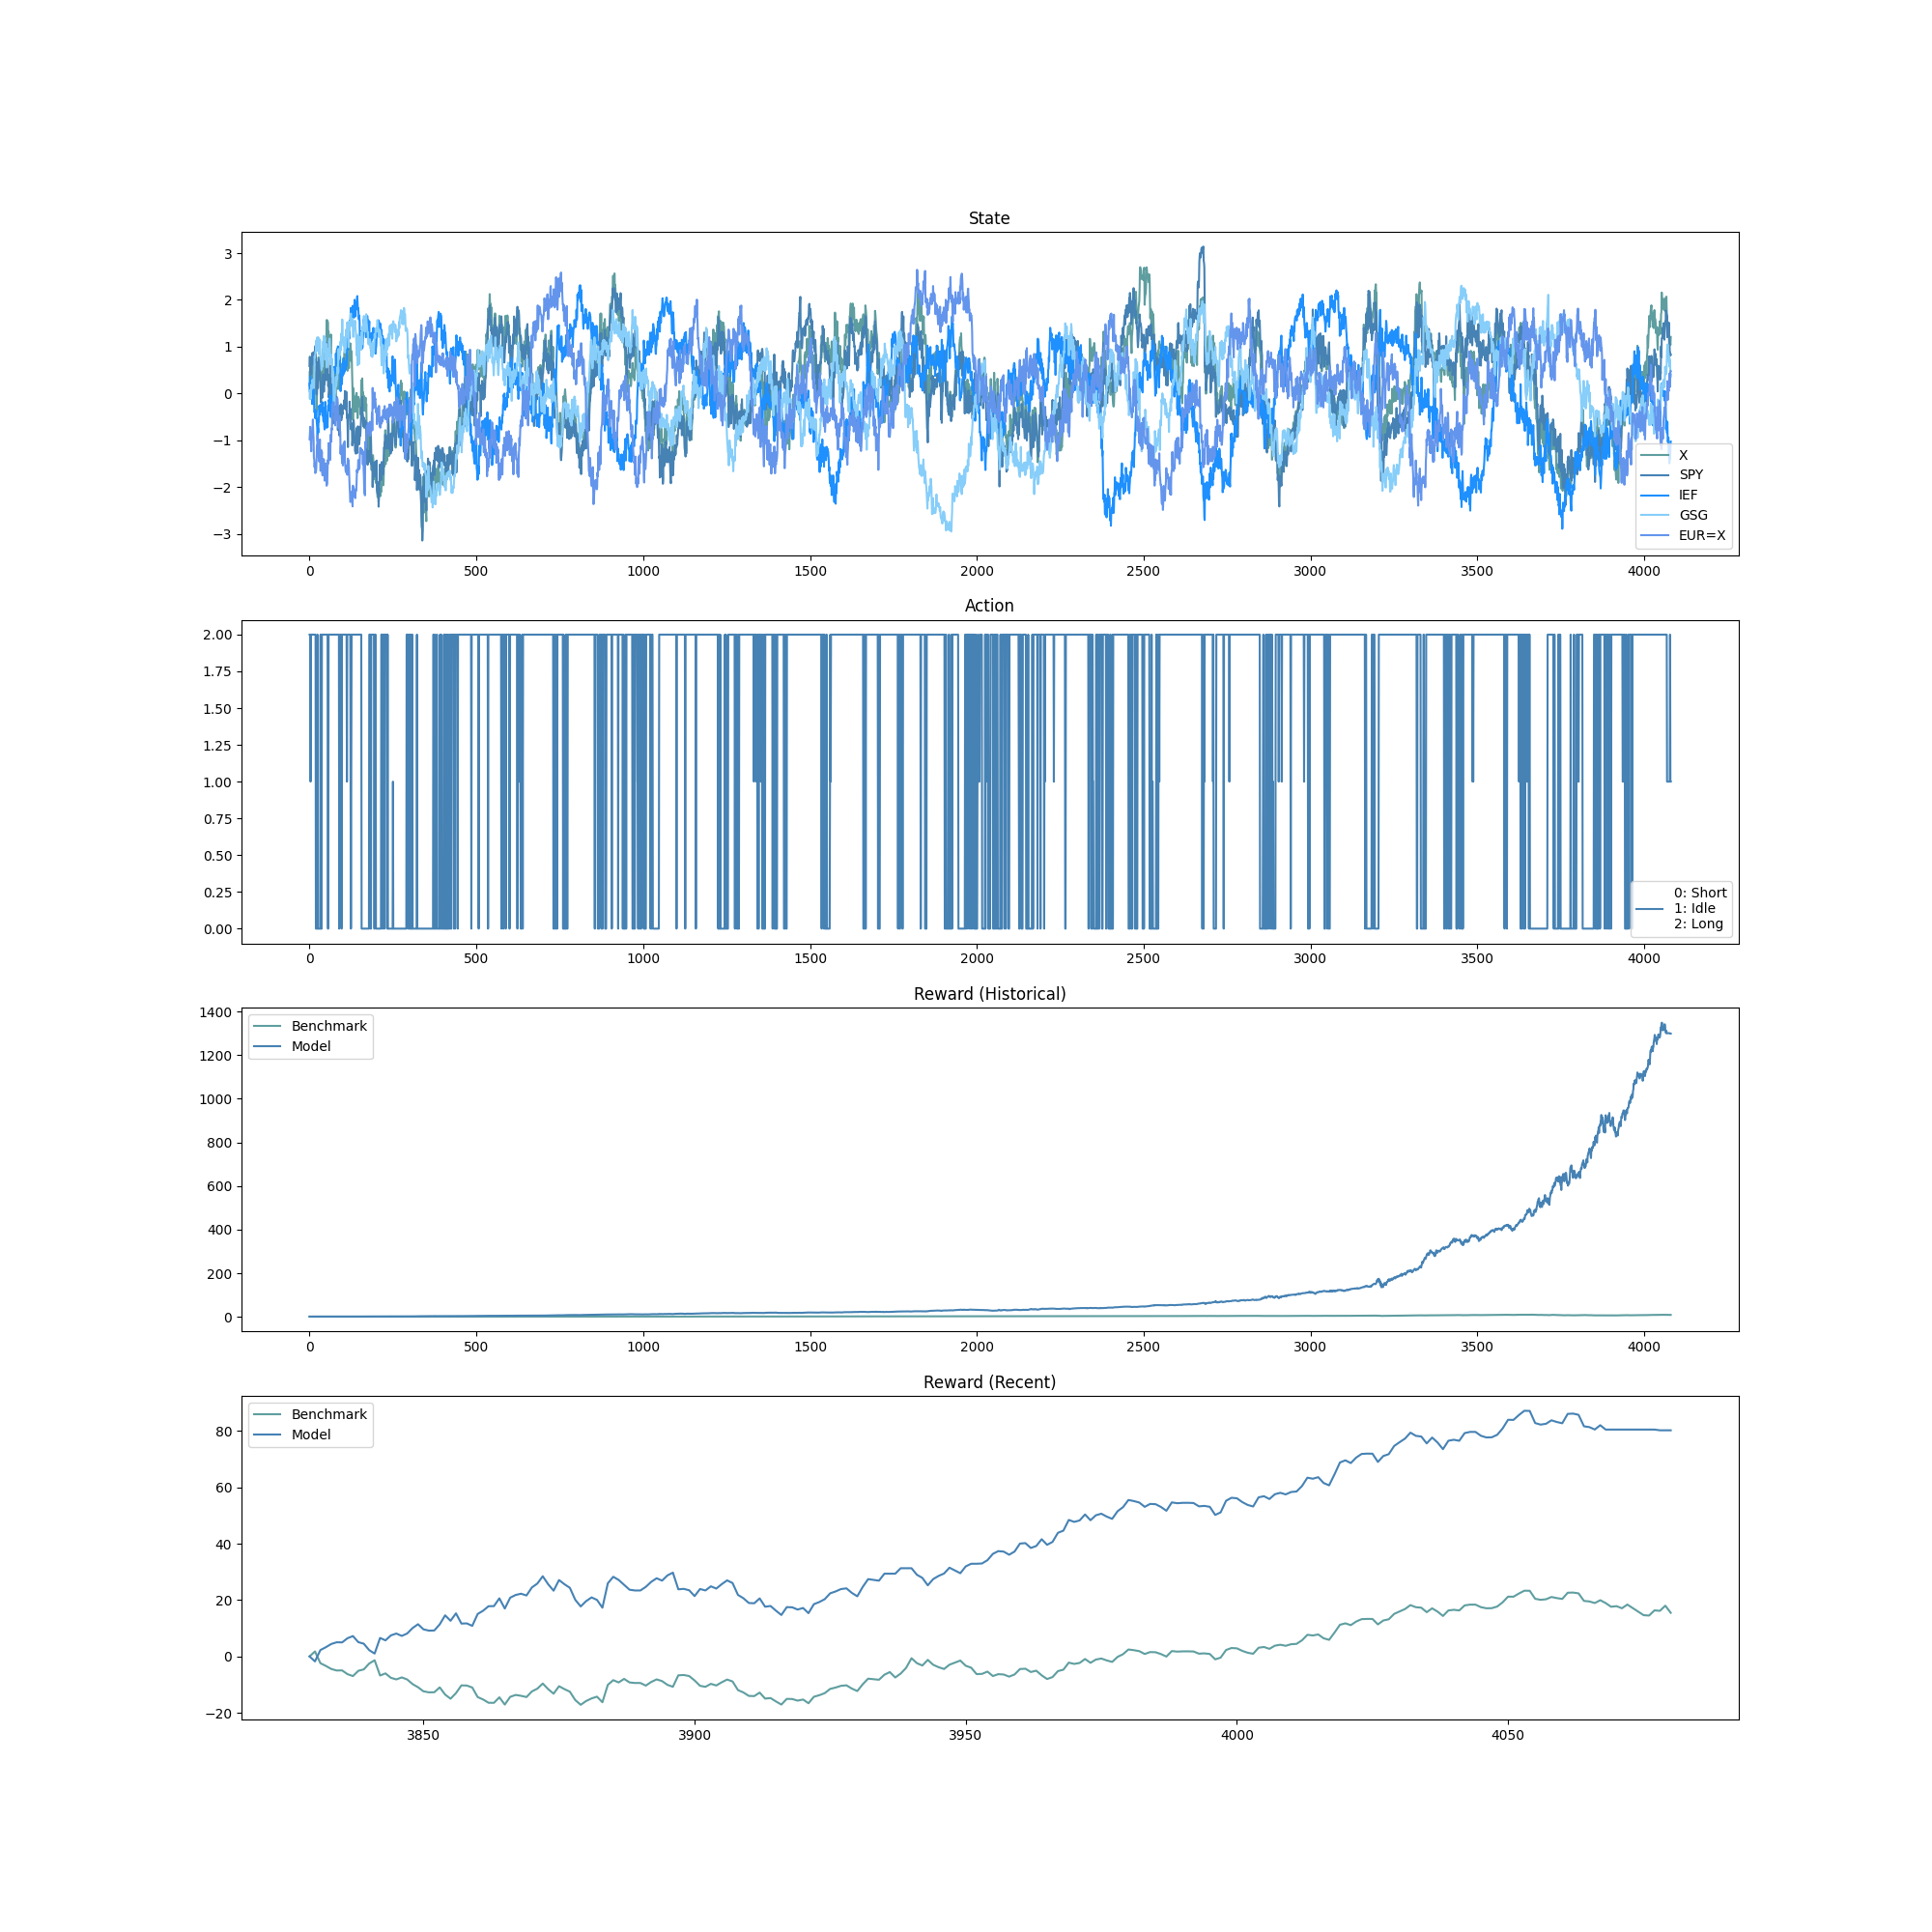 State
3
2
1
0
−1
−2
−3
X
SPY
IEF
GSG
EUR=X
0 500 1000 1500 2000 2500 3000 3500 4000
Action
2.00
1.75
1.50
1.25
1.00
0.75
0.50
0.25
0.00
0: Short
1: Idle
2: Long
0 500 1000 1500 2000 2500 3000 3500 4000
Reward (Historical)
Benchmark
Model
1400
1200
1000
800
600
400
200
0
0 500 1000 1500 2000 2500 3000 3500 4000
Reward (Recent)
Benchmark
Model
80
60
40
20
0
−20
3850 3900 3950 4000 4050